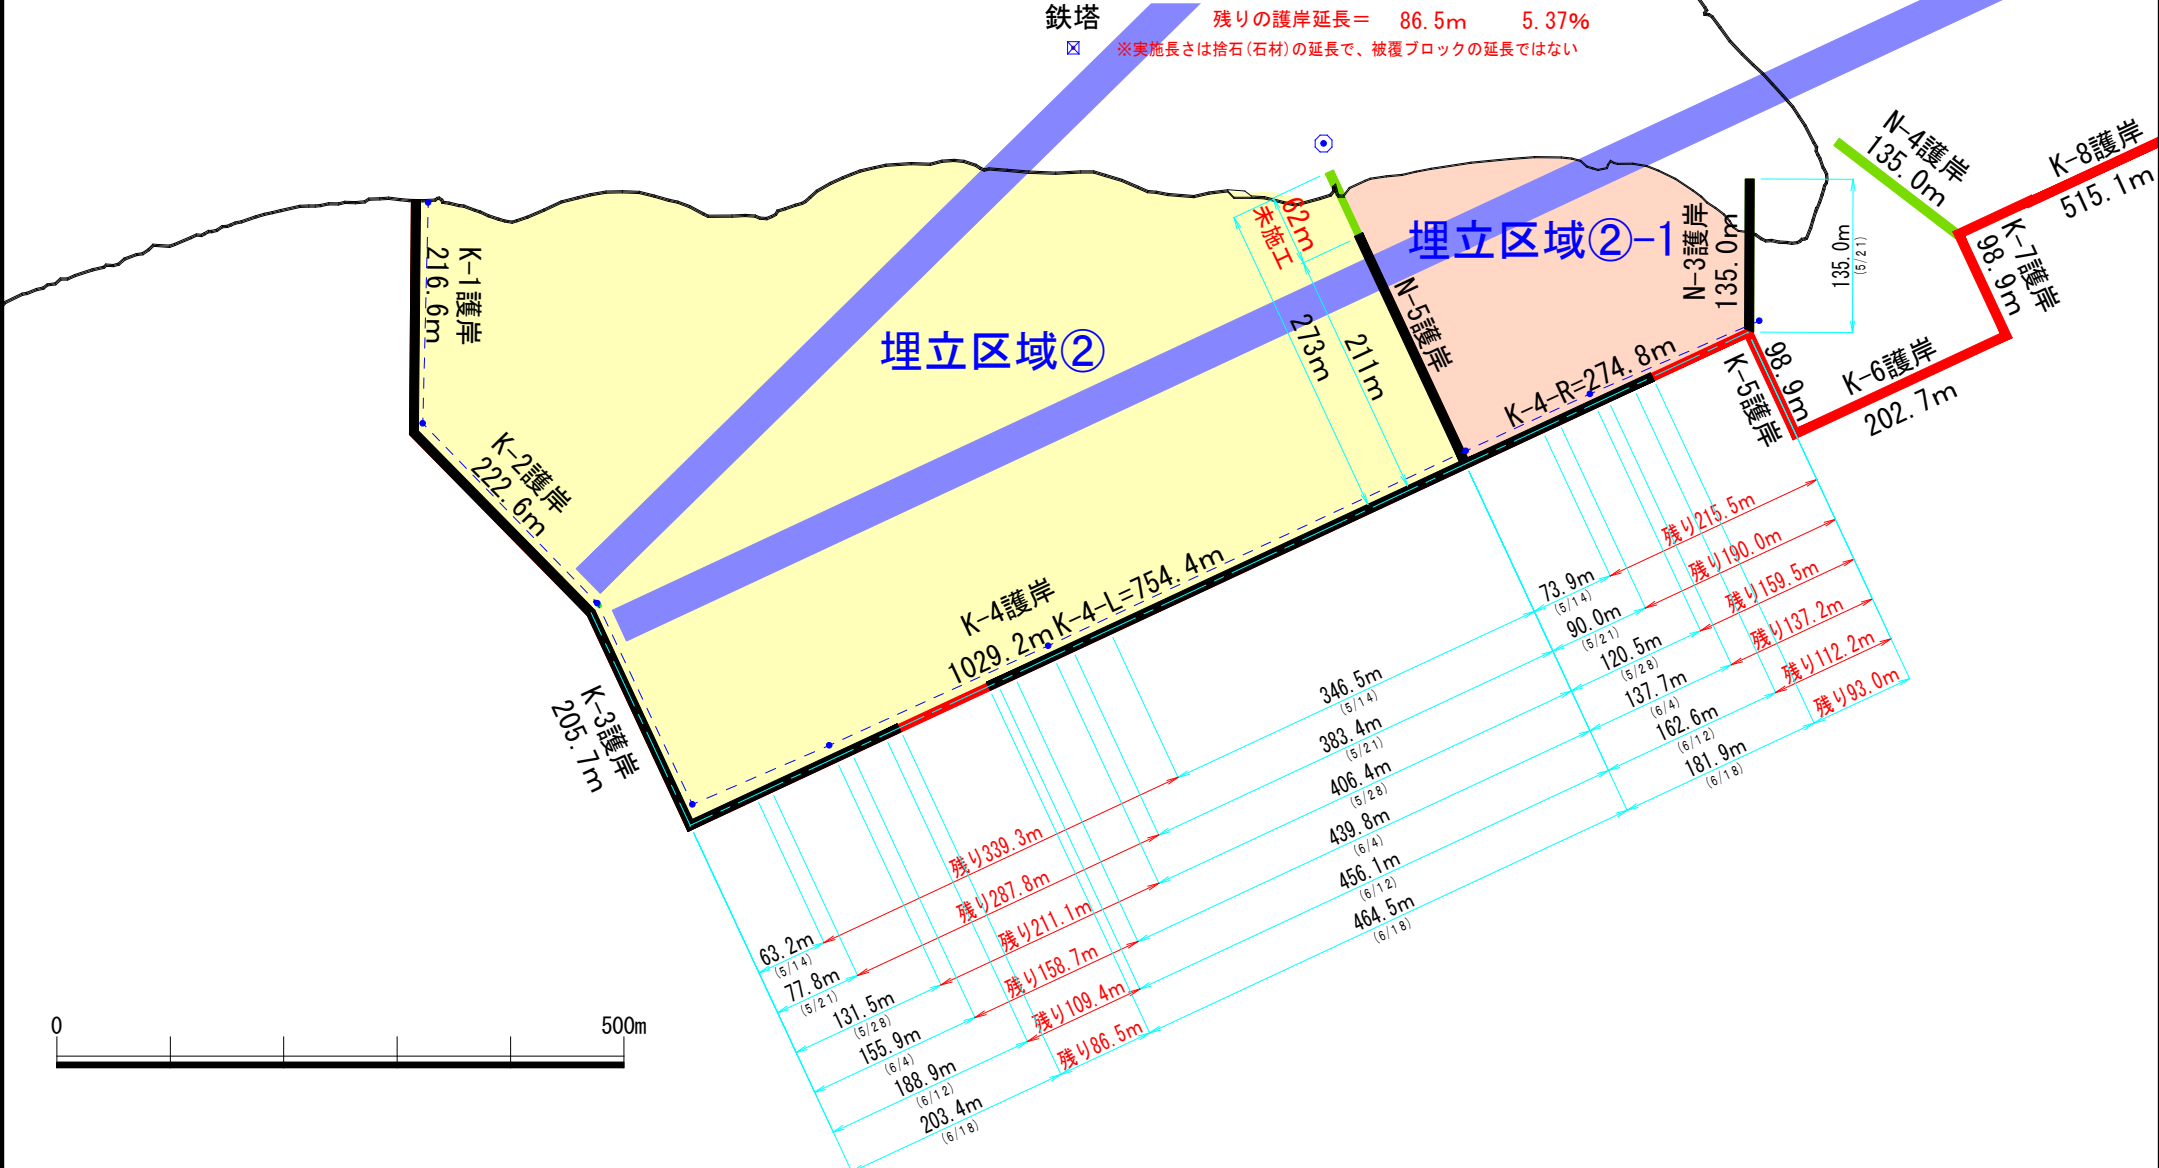 鉄塔
残りの護岸延長= 86.5m 5.37%
※実施長さは捨石(石材)の延長で、被覆ブロックの延長ではない
N-4護岸
135.0m
K-8護岸
515.1m
K-7護岸
98.9m
K-6護岸
202.7m
K-5護岸
98.9m
N-3護岸
135.0m
135.0m
(5/21)
埋立区域②-1
62m
未施工
N-5護岸
211m
273m
埋立区域②
K-1護岸
216.6m
K-2護岸
222.6m
K-3護岸
205.7m
K-4護岸
1029.2m
K-4-L=754.4m
K-4-R=274.8m
残り215.5m
残り190.0m
残り159.5m
残り137.2m
残り112.2m
残り93.0m
73.9m
(5/14)
90.0m
(5/21)
120.5m
(5/28)
137.7m
(6/4)
162.6m
(6/12)
181.9m
(6/18)
346.5m
(5/14)
383.4m
(5/21)
406.4m
(5/28)
439.8m
(6/4)
456.1m
(6/12)
464.5m
(6/18)
残り339.3m
残り287.8m
残り211.1m
残り158.7m
残り109.4m
残り86.5m
63.2m
(5/14)
77.8m
(5/21)
131.5m
(5/28)
155.9m
(6/4)
188.9m
(6/12)
203.4m
(6/18)
0 500m